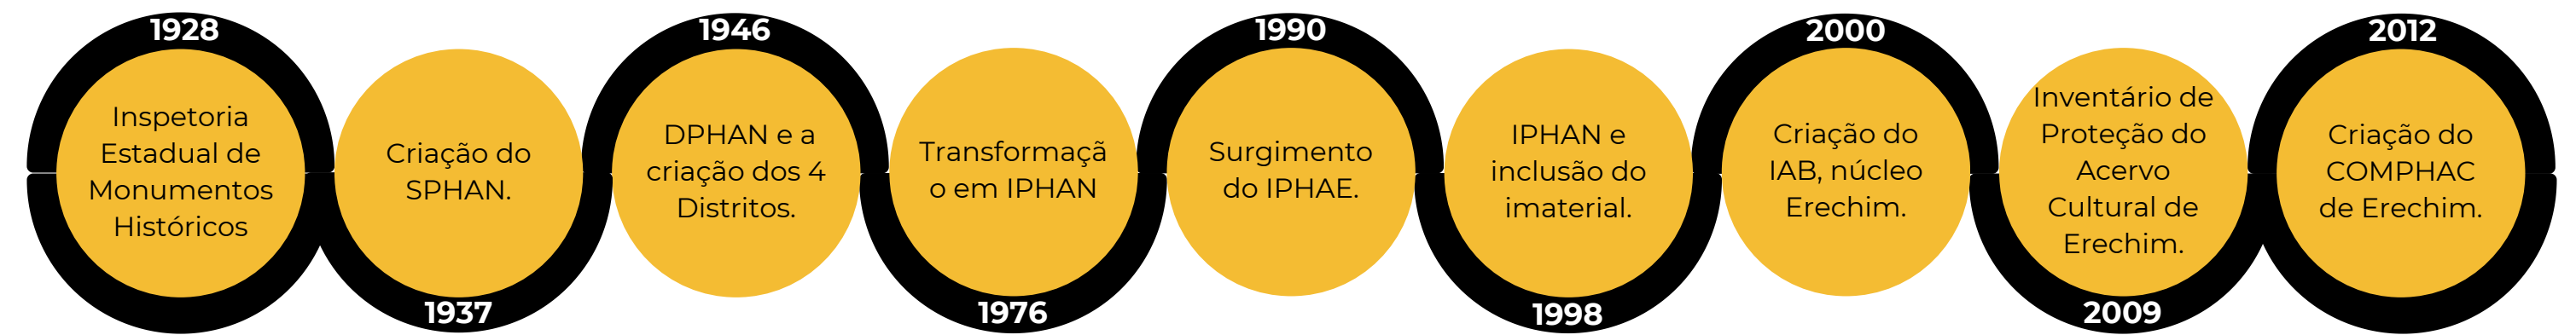 1928
Inspetoria
Estadual de
Monumentos
Históricos
Criação do
SPHAN.
1937
1946
DPHAN e a
criação dos 4
Distritos.
Transformaçã
o em IPHAN
1976
1990
Surgimento
do IPHAE.
IPHAN e
inclusão do
imaterial.
1998
2000
Criação do
IAB, núcleo
Erechim.
Inventário de
Proteção do
Acervo
Cultural de
Erechim.
2009
2012
Criação do
COMPHAC
de Erechim.